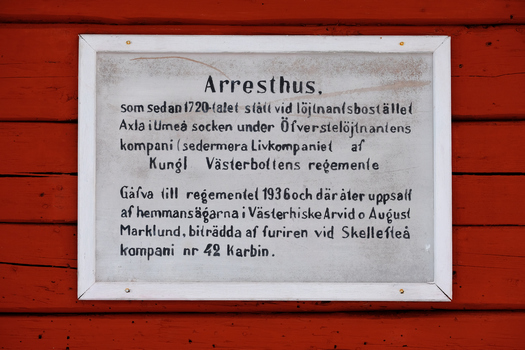 Arresthus.
som sedan 1720-talet stått vid löjtnantsbostället
Axla i Umeå socken under Öfverstelöjtnantens
kompani (sedermera Livkompaniet af
Kungl Västerbottens regemente
Gåfva till regementet 1936 och där åter uppsatt
af hemmansägarna i Västerhiske Arvid o August
Marklund, biträdda af furiren vid Skellefteå
kompani nr 42 Karbin.